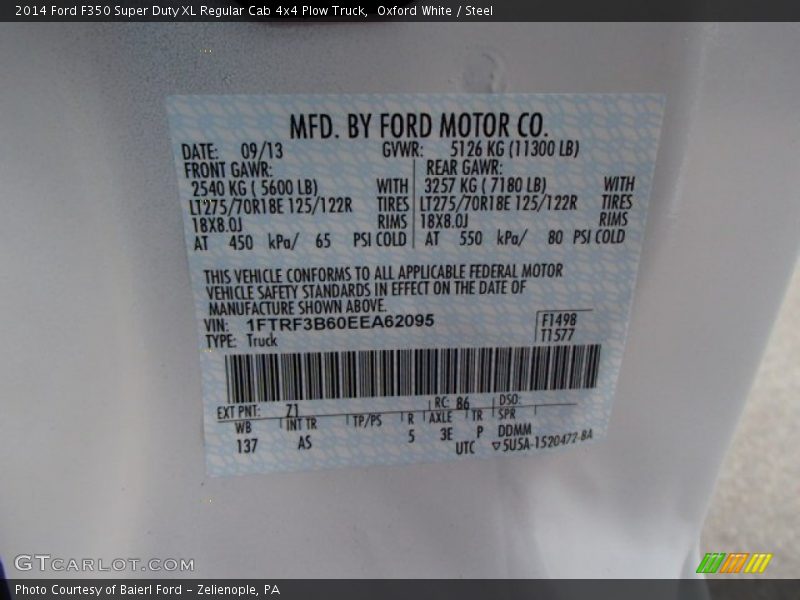 2014 Ford F350 Super Duty XL Regular Cab 4x4 Plow Truck,  Oxford White / Steel
MFD. BY FORD MOTOR CO.
DATE: 09/13 GVWR: 5126 KG (11300 LB)
FRONT GAWR: REAR GAWR:
2540 KG ( 5600 LB) WITH 3257 KG ( 7180 LB) WITH
LT275/70R18E 125/122R TIRES LT275/70R18E 125/122R TIRES
18X8.0J RIMS 18X8.0J RIMS
AT 450 kPa/ 65 PSI COLD AT 550 kPa/ 80 PSI COLD
THIS VEHICLE CONFORMS TO ALL APPLICABLE FEDERAL MOTOR
VEHICLE SAFETY STANDARDS IN EFFECT ON THE DATE OF
MANUFACTURE SHOWN ABOVE.
VIN: 1FTRF3B60EEA62095 F1498
TYPE: Truck T1577
EXT PNT: Z1 RC: 86 DSO:
WB INT TR TP/PS R AXLE TR SPR
137 AS 5 3E P DDMM
UTC ▽5U5A-1520472-BA
GTCARLOT.COM
Photo Courtesy of Baierl Ford - Zelienople, PA